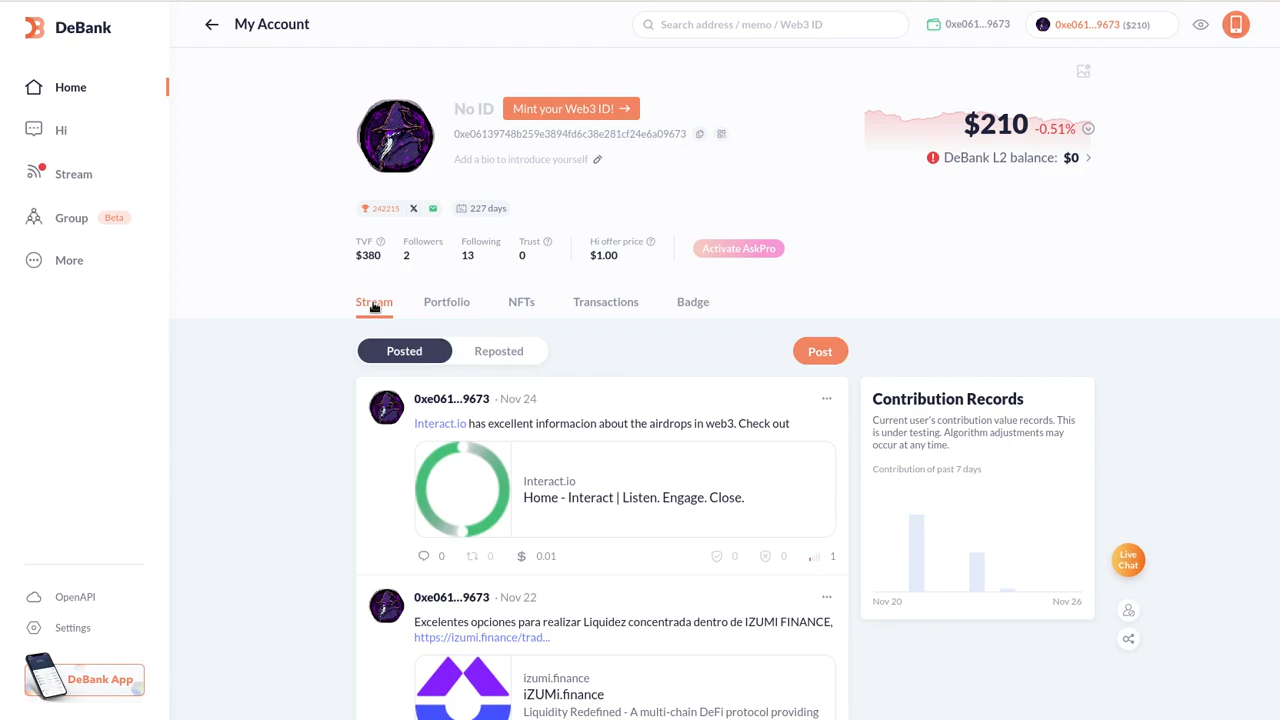 DeBank
My Account
Search address / memo / Web3 ID
0xe061...9673
0xe061...9673 ($210)
Home
Hi
Stream
Group Beta
More
OpenAPI
Settings
DeBank App
No ID
Mint your Web3 ID! →
0xe06139748b259e3894fd6c38e281cf24e6a09673
Add a bio to introduce yourself
$210 -0.51%
DeBank L2 balance: $0
242215
227 days
TVF Followers Following Trust Hi offer price
$380 2 13 0 $1.00
Activate AskPro
Stream Portfolio NFTs Transactions Badge
Posted Reposted
Post
0xe061...9673 · Nov 24
Interact.io has excellent informacion about the airdrops in web3. Check out
Interact.io
Home - Interact | Listen. Engage. Close.
0 0 $ 0.01 0 0 1
0xe061...9673 · Nov 22
Excelentes opciones para realizar Liquidez concentrada dentro de IZUMI FINANCE,
https://izumi.finance/trad...
izumi.finance
iZUMi.finance
Liquidity Redefined - A multi-chain DeFi protocol providing
Contribution Records
Current user's contribution value records. This
is under testing. Algorithm adjustments may
occur at any time.
Contribution of past 7 days
Nov 20 Nov 26
Live
Chat